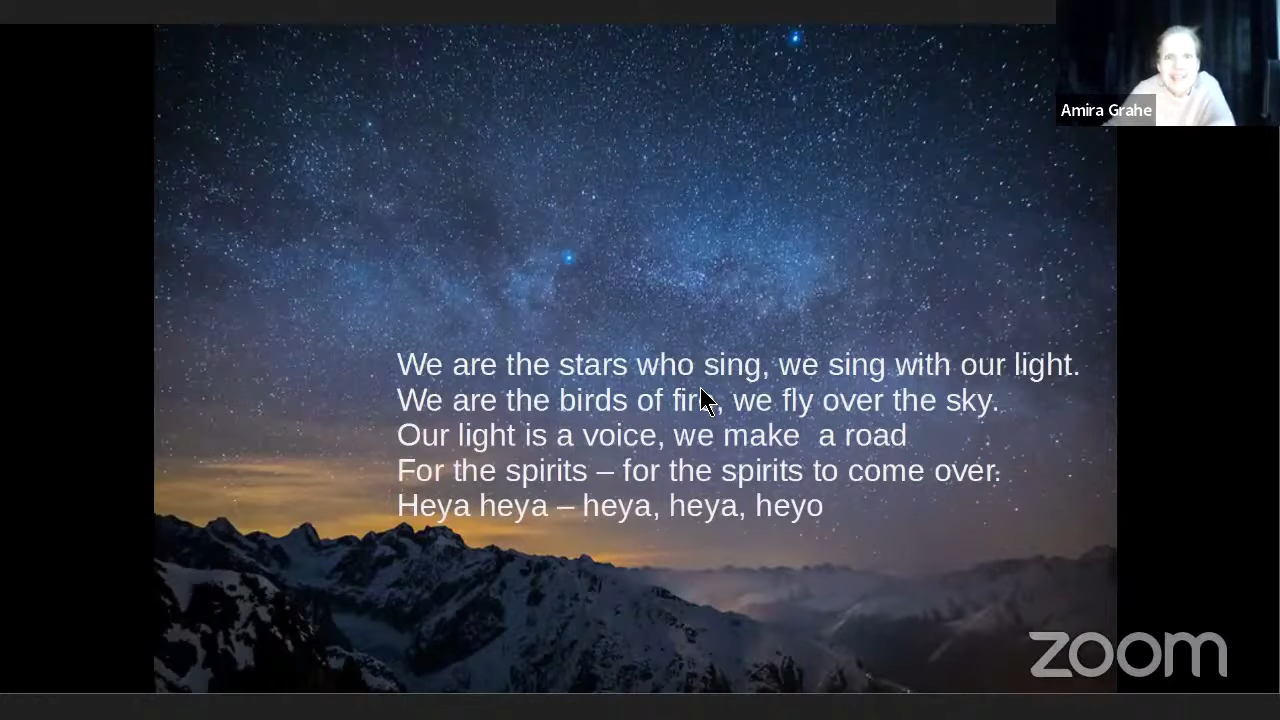 Amira Grahe
We are the stars who sing, we sing with our light.
We are the birds of fire, we fly over the sky.
Our light is a voice, we make  a road
For the spirits – for the spirits to come over.
Heya heya – heya, heya, heyo
zoom